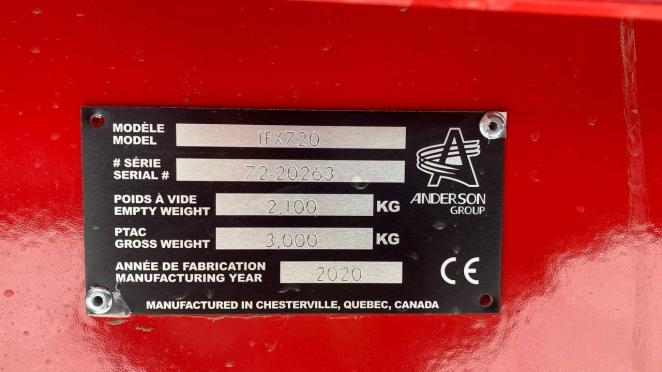 MODÈLE
MODEL
IFX720
# SÉRIE
SERIAL #
72-20263
POIDS À VIDE
EMPTY WEIGHT
2,100
KG
PTAC
GROSS WEIGHT
3,000
KG
ANNÉE DE FABRICATION
MANUFACTURING YEAR
2020
ANDERSON
GROUP
CE
MANUFACTURED IN CHESTERVILLE, QUEBEC, CANADA